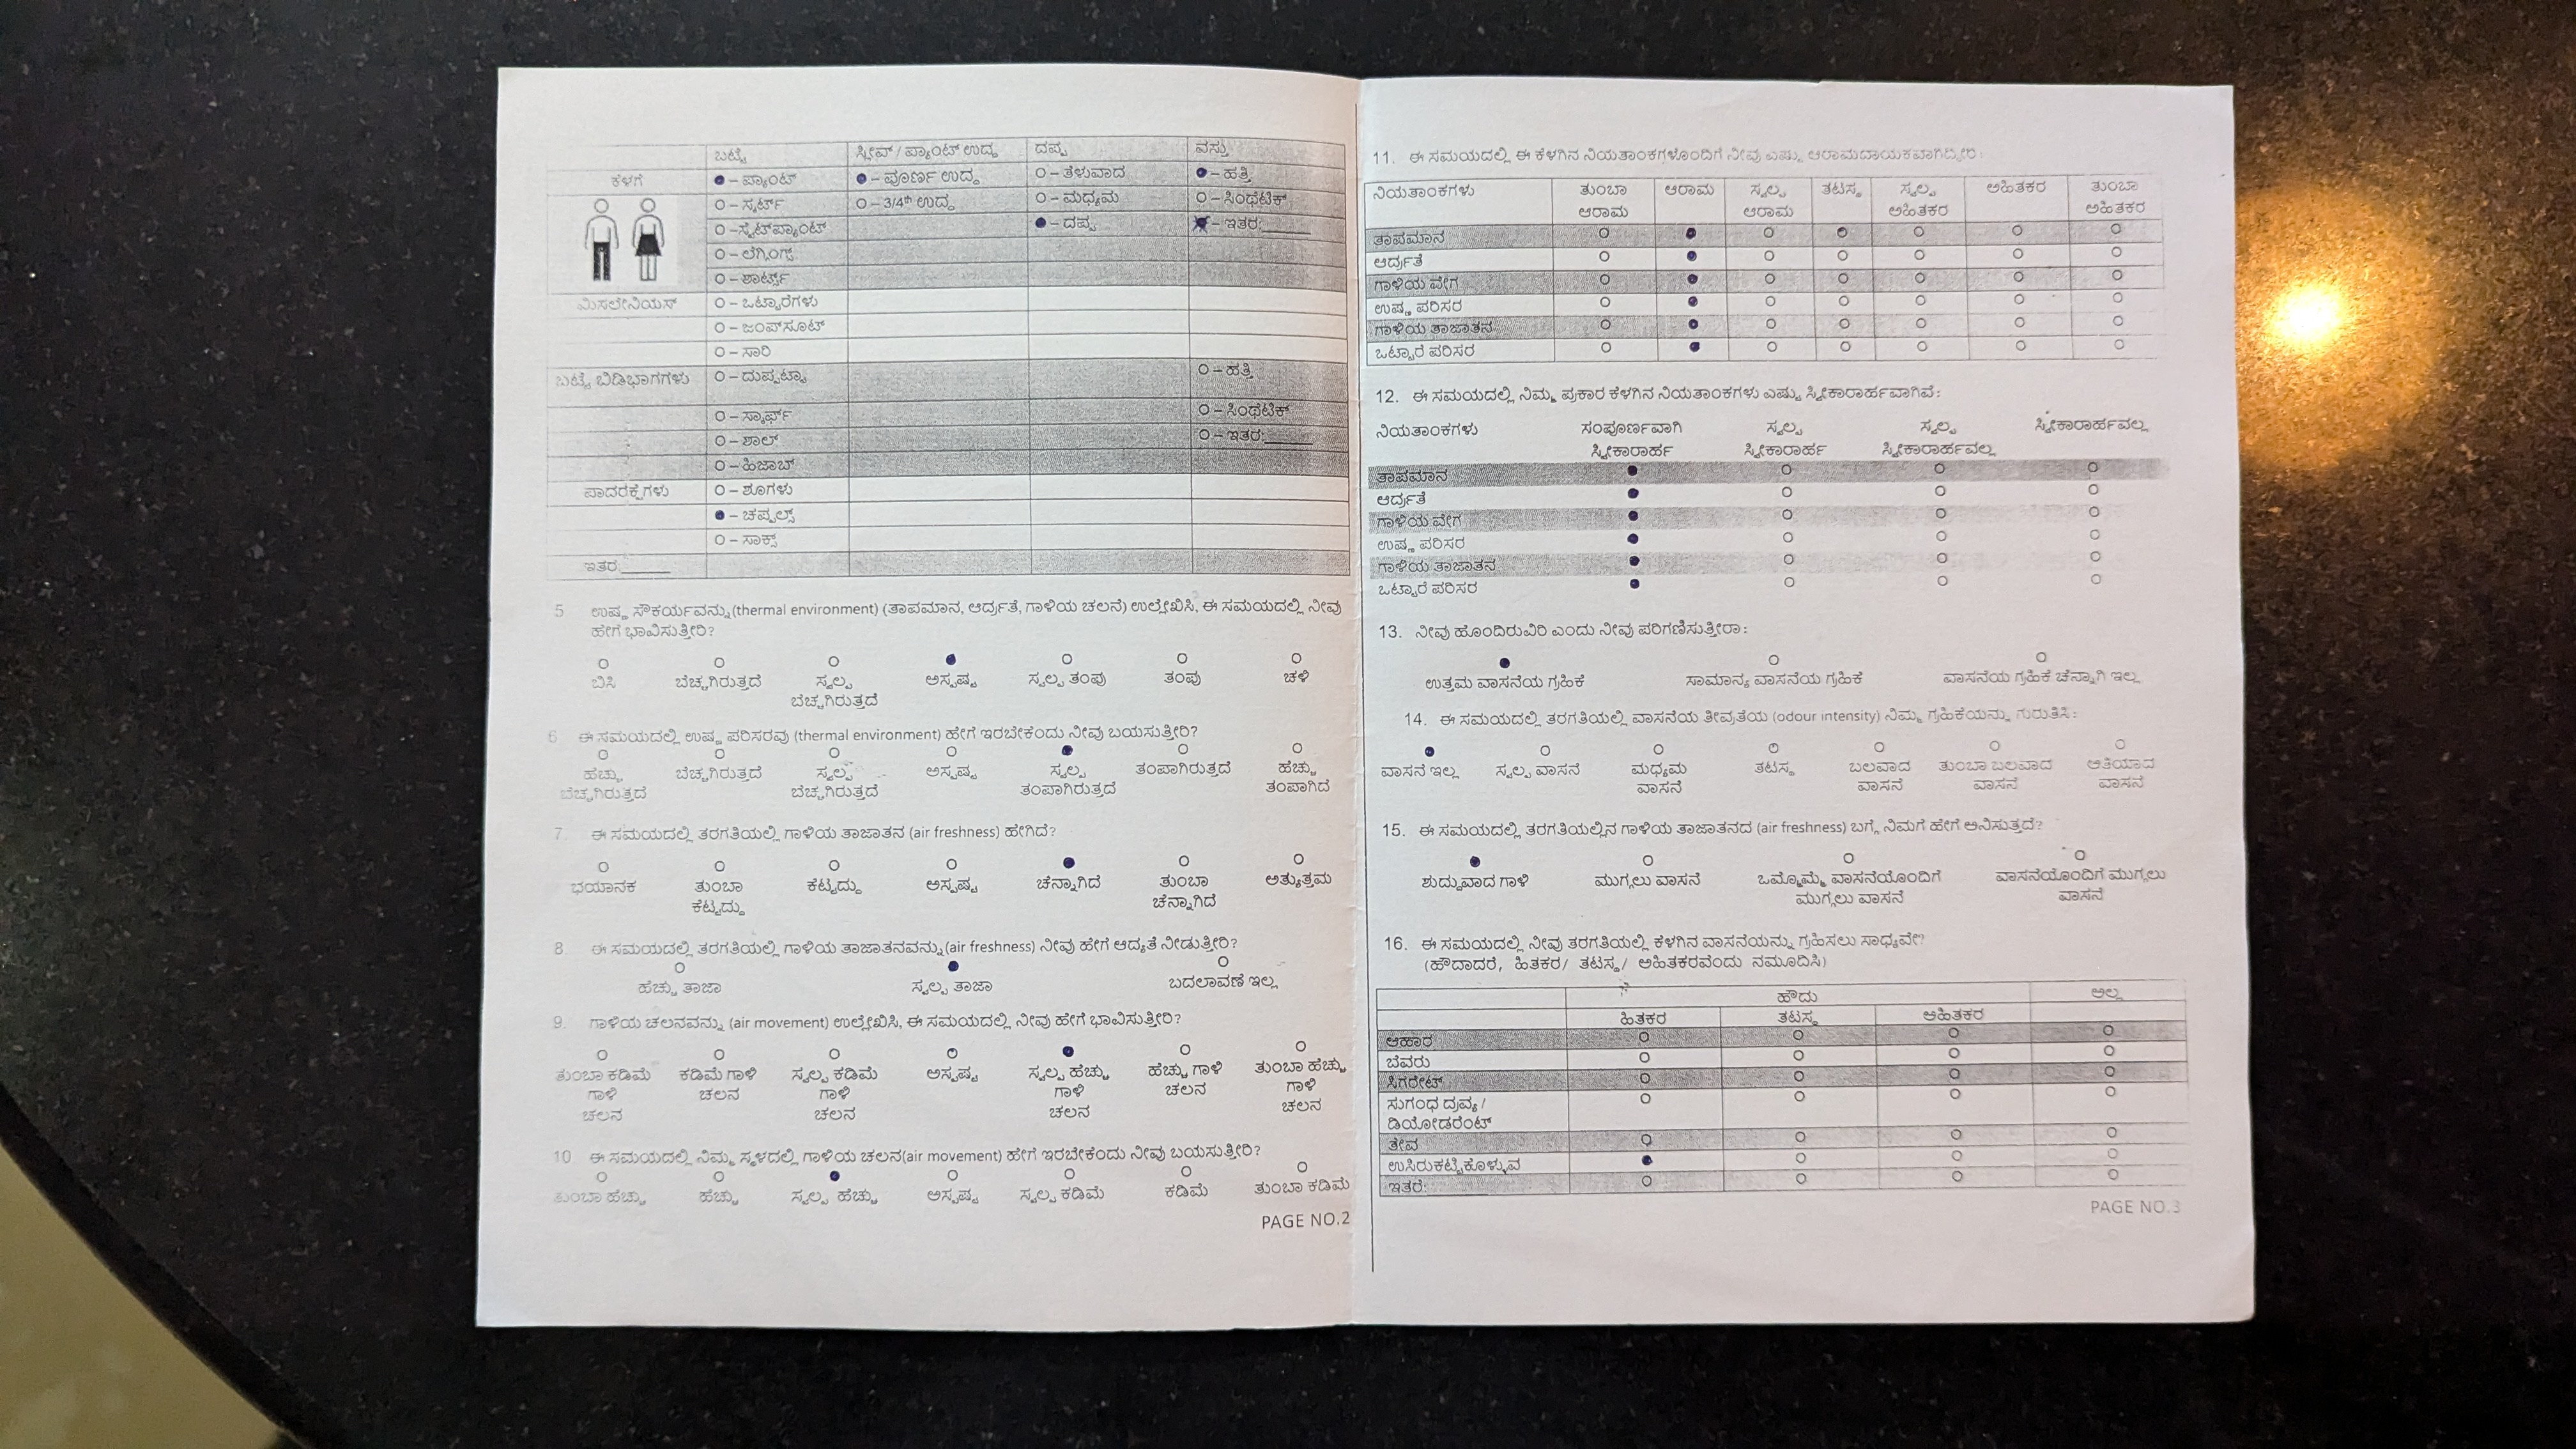 ಬಟ್ಟೆ ಸ್ಲೀವ್ / ಪ್ಯಾಂಟ್ ಉದ್ದ ದಪ್ಪ ವಸ್ತು
ಕೆಳಗೆ ● – ಪ್ಯಾಂಟ್ ● – ಪೂರ್ಣ ಉದ್ದ O – ತೆಳುವಾದ ● – ಹತ್ತಿ
O – ಸ್ಕರ್ಟ್ O – 3/4th ಉದ್ದ O – ಮಧ್ಯಮ O – ಸಿಂಥೆಟಿಕ್
O –ಸ್ವೆಟ್‌ಪ್ಯಾಂಟ್ ● – ದಪ್ಪ ● – ಇತರ:______
O – ಲೆಗ್ಗಿಂಗ್ಸ್
O – ಶಾರ್ಟ್ಸ್
ಮಿಸಲೇನಿಯಸ್ O – ಒಟ್ಟಾರೆಗಳು
O – ಜಂಪ್‌ಸೂಟ್
O – ಸಾರಿ
ಬಟ್ಟೆ ಬಿಡಿಭಾಗಗಳು O – ದುಪ್ಪಟ್ಟಾ O – ಹತ್ತಿ
O – ಸ್ಕಾರ್ಫ್ O – ಸಿಂಥೆಟಿಕ್
O – ಶಾಲ್ O – ಇತರ:______
O – ಹಿಜಾಬ್
ಪಾದರಕ್ಷೆಗಳು O – ಶೂಗಳು
● – ಚಪ್ಪಲ್ಸ್
O – ಸಾಕ್ಸ್
ಇತರ______
5 ಉಷ್ಣ ಸೌಕರ್ಯವನ್ನು (thermal environment) (ತಾಪಮಾನ, ಆರ್ದ್ರತೆ, ಗಾಳಿಯ ಚಲನೆ) ಉಲ್ಲೇಖಿಸಿ, ಈ ಸಮಯದಲ್ಲಿ ನೀವು
ಹೇಗೆ ಭಾವಿಸುತ್ತೀರಿ?
ಬಿಸಿ ಬೆಚ್ಚಗಿರುತ್ತದೆ ಸ್ವಲ್ಪ ಅಸ್ಪಷ್ಟ ಸ್ವಲ್ಪ ತಂಪು ತಂಪು ಚಳಿ
ಬೆಚ್ಚಗಿರುತ್ತದೆ
6 ಈ ಸಮಯದಲ್ಲಿ ಉಷ್ಣ ಪರಿಸರವು (thermal environment) ಹೇಗೆ ಇರಬೇಕೆಂದು ನೀವು ಬಯಸುತ್ತೀರಿ?
ಹೆಚ್ಚು ಬೆಚ್ಚಗಿರುತ್ತದೆ ಸ್ವಲ್ಪ ಅಸ್ಪಷ್ಟ ಸ್ವಲ್ಪ ತಂಪಾಗಿರುತ್ತದೆ ಹೆಚ್ಚು
ಬೆಚ್ಚಗಿರುತ್ತದೆ ಬೆಚ್ಚಗಿರುತ್ತದೆ ತಂಪಾಗಿರುತ್ತದೆ ತಂಪಾಗಿದೆ
7. ಈ ಸಮಯದಲ್ಲಿ ತರಗತಿಯಲ್ಲಿ ಗಾಳಿಯ ತಾಜಾತನ (air freshness) ಹೇಗಿದೆ?
ಭಯಾನಕ ತುಂಬಾ ಕೆಟ್ಟದ್ದು ಅಸ್ಪಷ್ಟ ಚೆನ್ನಾಗಿದೆ ತುಂಬಾ ಅತ್ಯುತ್ತಮ
ಕೆಟ್ಟದ್ದು ಚೆನ್ನಾಗಿದೆ
8 ಈ ಸಮಯದಲ್ಲಿ ತರಗತಿಯಲ್ಲಿ ಗಾಳಿಯ ತಾಜಾತನವನ್ನು (air freshness) ನೀವು ಹೇಗೆ ಆದ್ಯತೆ ನೀಡುತ್ತೀರಿ?
ಹೆಚ್ಚು ತಾಜಾ ಸ್ವಲ್ಪ ತಾಜಾ ಬದಲಾವಣೆ ಇಲ್ಲ
9. ಗಾಳಿಯ ಚಲನವನ್ನು (air movement) ಉಲ್ಲೇಖಿಸಿ, ಈ ಸಮಯದಲ್ಲಿ ನೀವು ಹೇಗೆ ಭಾವಿಸುತ್ತೀರಿ?
ತುಂಬಾ ಕಡಿಮೆ ಕಡಿಮೆ ಗಾಳಿ ಸ್ವಲ್ಪ ಕಡಿಮೆ ಅಸ್ಪಷ್ಟ ಸ್ವಲ್ಪ ಹೆಚ್ಚು ಹೆಚ್ಚು ಗಾಳಿ ತುಂಬಾ ಹೆಚ್ಚು
ಗಾಳಿ ಚಲನ ಗಾಳಿ ಗಾಳಿ ಚಲನ ಗಾಳಿ
ಚಲನ ಚಲನ ಚಲನ ಚಲನ
10 ಈ ಸಮಯದಲ್ಲಿ ನಿಮ್ಮ ಸ್ಥಳದಲ್ಲಿ ಗಾಳಿಯ ಚಲನ(air movement) ಹೇಗೆ ಇರಬೇಕೆಂದು ನೀವು ಬಯಸುತ್ತೀರಿ?
ತುಂಬಾ ಹೆಚ್ಚು ಹೆಚ್ಚು ಸ್ವಲ್ಪ ಹೆಚ್ಚು ಅಸ್ಪಷ್ಟ ಸ್ವಲ್ಪ ಕಡಿಮೆ ಕಡಿಮೆ ತುಂಬಾ ಕಡಿಮೆ
PAGE NO.2
11. ಈ ಸಮಯದಲ್ಲಿ ಈ ಕೆಳಗಿನ ನಿಯತಾಂಕಗಳೊಂದಿಗೆ ನೀವು ಎಷ್ಟು ಆರಾಮದಾಯಕವಾಗಿದ್ದೀರಿ:
ನಿಯತಾಂಕಗಳು ತುಂಬಾ ಆರಾಮ ಸ್ವಲ್ಪ ತಟಸ್ಥ ಸ್ವಲ್ಪ ಅಹಿತಕರ ತುಂಬಾ
ಆರಾಮ ಆರಾಮ ಅಹಿತಕರ ಅಹಿತಕರ
ತಾಪಮಾನ
ಆರ್ದ್ರತೆ
ಗಾಳಿಯ ವೇಗ
ಉಷ್ಣ ಪರಿಸರ
ಗಾಳಿಯ ತಾಜಾತನ
ಒಟ್ಟಾರೆ ಪರಿಸರ
12. ಈ ಸಮಯದಲ್ಲಿ ನಿಮ್ಮ ಪ್ರಕಾರ ಕೆಳಗಿನ ನಿಯತಾಂಕಗಳು ಎಷ್ಟು ಸ್ವೀಕಾರಾರ್ಹವಾಗಿವೆ:
ನಿಯತಾಂಕಗಳು ಸಂಪೂರ್ಣವಾಗಿ ಸ್ವಲ್ಪ ಸ್ವಲ್ಪ ಸ್ವೀಕಾರಾರ್ಹವಲ್ಲ
ಸ್ವೀಕಾರಾರ್ಹ ಸ್ವೀಕಾರಾರ್ಹ ಸ್ವೀಕಾರಾರ್ಹವಲ್ಲ
ತಾಪಮಾನ
ಆರ್ದ್ರತೆ
ಗಾಳಿಯ ವೇಗ
ಉಷ್ಣ ಪರಿಸರ
ಗಾಳಿಯ ತಾಜಾತನ
ಒಟ್ಟಾರೆ ಪರಿಸರ
13. ನೀವು ಹೊಂದಿರುವಿರಿ ಎಂದು ನೀವು ಪರಿಗಣಿಸುತ್ತೀರಾ:
ಉತ್ತಮ ವಾಸನೆಯ ಗ್ರಹಿಕೆ ಸಾಮಾನ್ಯ ವಾಸನೆಯ ಗ್ರಹಿಕೆ ವಾಸನೆಯ ಗ್ರಹಿಕೆ ಚೆನ್ನಾಗಿ ಇಲ್ಲ
14. ಈ ಸಮಯದಲ್ಲಿ ತರಗತಿಯಲ್ಲಿ ವಾಸನೆಯ ತೀವ್ರತೆಯ (odour intensity) ನಿಮ್ಮ ಗ್ರಹಿಕೆಯನ್ನು ಗುರುತಿಸಿ:
ವಾಸನೆ ಇಲ್ಲ ಸ್ವಲ್ಪ ವಾಸನೆ ಮಧ್ಯಮ ತಟಸ್ಥ ಬಲವಾದ ತುಂಬಾ ಬಲವಾದ ಅತಿಯಾದ
ವಾಸನೆ ವಾಸನೆ ವಾಸನೆ ವಾಸನೆ
15. ಈ ಸಮಯದಲ್ಲಿ ತರಗತಿಯಲ್ಲಿನ ಗಾಳಿಯ ತಾಜಾತನದ (air freshness) ಬಗ್ಗೆ ನಿಮಗೆ ಹೇಗೆ ಅನಿಸುತ್ತದೆ?
ಶುದ್ಧವಾದ ಗಾಳಿ ಮುಗ್ಗಲು ವಾಸನೆ ಒಮ್ಮೊಮ್ಮೆ ವಾಸನೆಯೊಂದಿಗೆ ವಾಸನೆಯೊಂದಿಗೆ ಮುಗ್ಗಲು
ಮುಗ್ಗಲು ವಾಸನೆ ವಾಸನೆ
16. ಈ ಸಮಯದಲ್ಲಿ ನೀವು ತರಗತಿಯಲ್ಲಿ ಕೆಳಗಿನ ವಾಸನೆಯನ್ನು ಗ್ರಹಿಸಲು ಸಾಧ್ಯವೇ?
(ಹೌದಾದರೆ, ಹಿತಕರ/ ತಟಸ್ಥ/ ಅಹಿತಕರವೆಂದು ನಮೂದಿಸಿ)
ಹೌದು ಅಲ್ಲ
ಹಿತಕರ ತಟಸ್ಥ ಅಹಿತಕರ
ಆಹಾರ
ಬೆವರು
ಸಿಗರೇಟ್
ಸುಗಂಧ ದ್ರವ್ಯ /
ಡಿಯೋಡರೆಂಟ್
ತೇವ
ಉಸಿರುಕಟ್ಟಿಕೊಳ್ಳುವ
ಇತರೆ:
PAGE NO.3